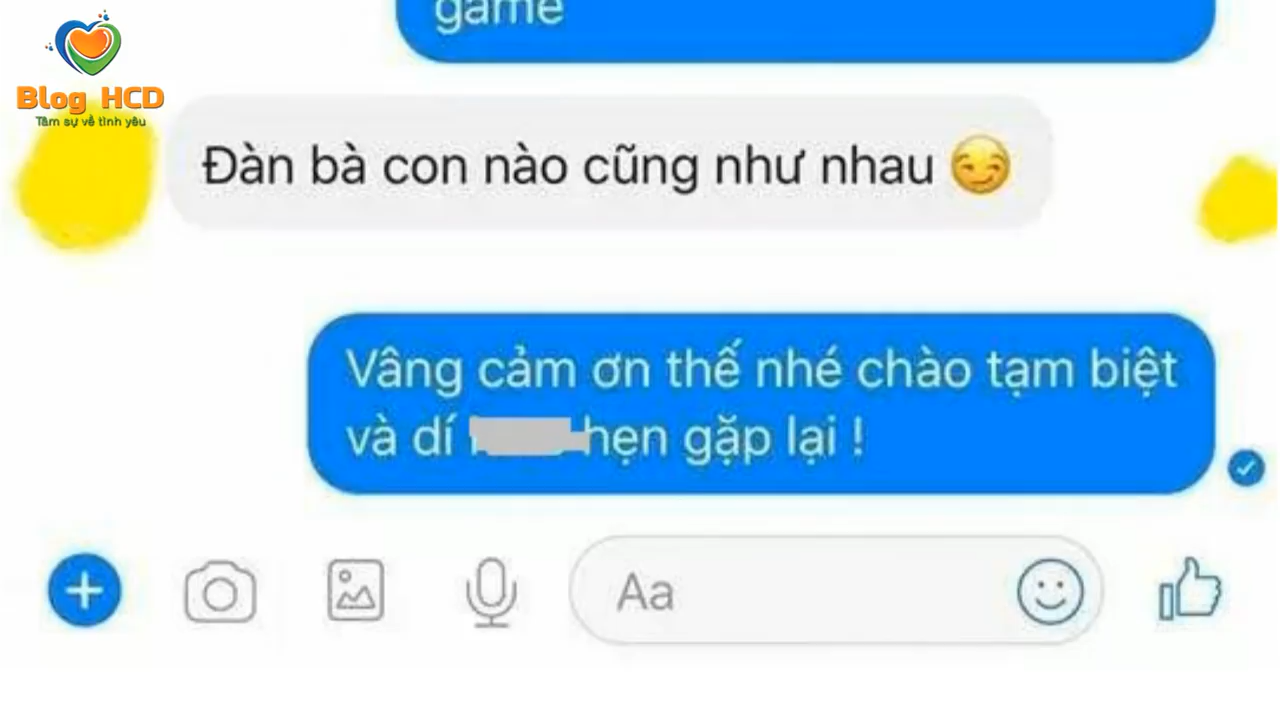 game
Blog HCD
Tâm sự về tình yêu
Đàn bà con nào cũng như nhau 😏
Vâng cảm ơn thế nhé chào tạm biệt
và dí hẹn gặp lại !
Aa